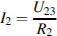 I₂ = U₂₃ / R₂